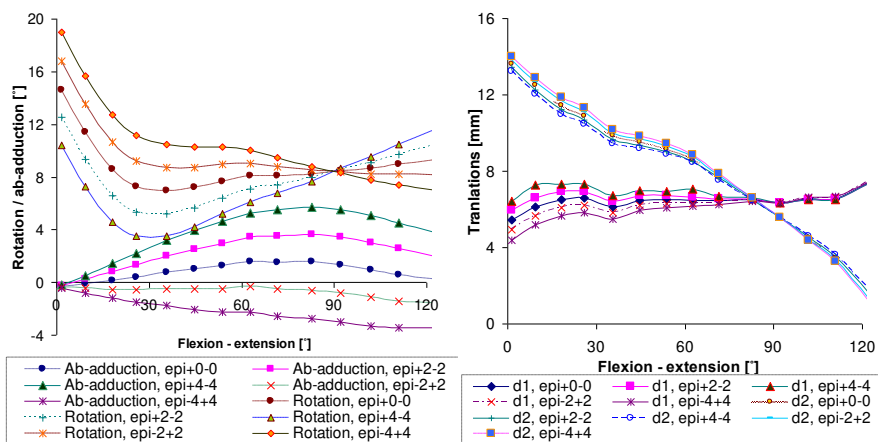 20
16
12
8
4
0
-4
Rotation / ab-adduction [°]
0 30 60 90 120
Flexion - extension [°]
Ab-adduction, epi+0-0
Ab-adduction, epi+2-2
Ab-adduction, epi+4-4
Ab-adduction, epi-2+2
Ab-adduction, epi-4+4
Rotation, epi+0-0
Rotation, epi+2-2
Rotation, epi+4-4
Rotation, epi-2+2
Rotation, epi-4+4
16
12
8
4
0
Tranlations [mm]
0 30 60 90 120
Flexion - extension [°]
d1, epi+0-0
d1, epi+2-2
d1, epi+4-4
d1, epi-2+2
d1, epi-4+4
d2, epi+0-0
d2, epi+2-2
d2, epi+4-4
d2, epi-2+2
d2, epi-4+4